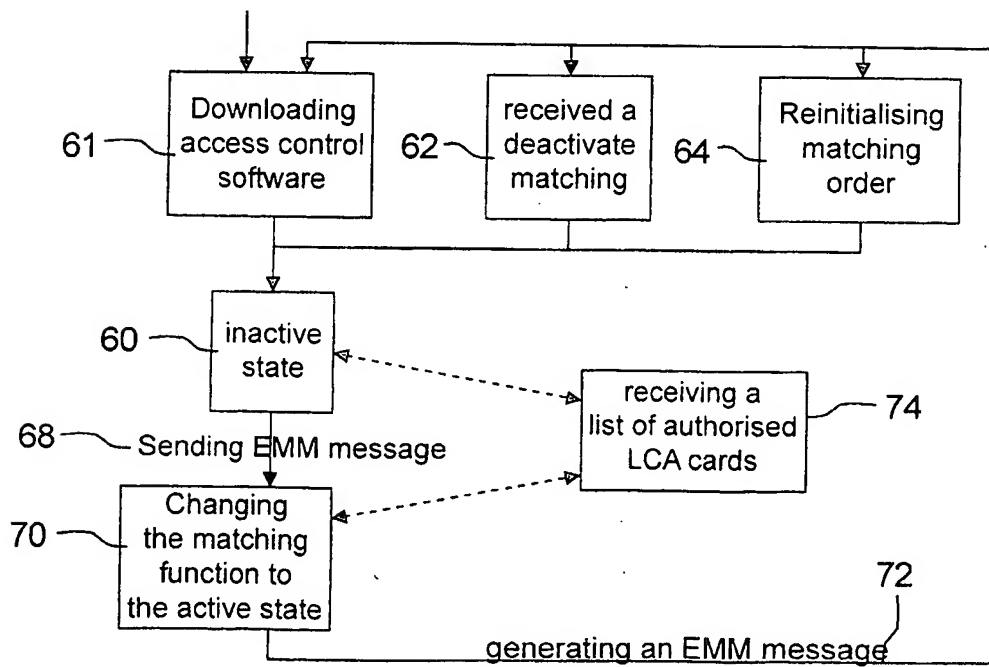 61
Downloading
access control
software
62
received a
deactivate
matching
64
Reinitialising
matching
order
60
inactive
state
68
Sending EMM message
receiving a
list of authorised
LCA cards
74
70
Changing
the matching
function to
the active state
72
generating an EMM message